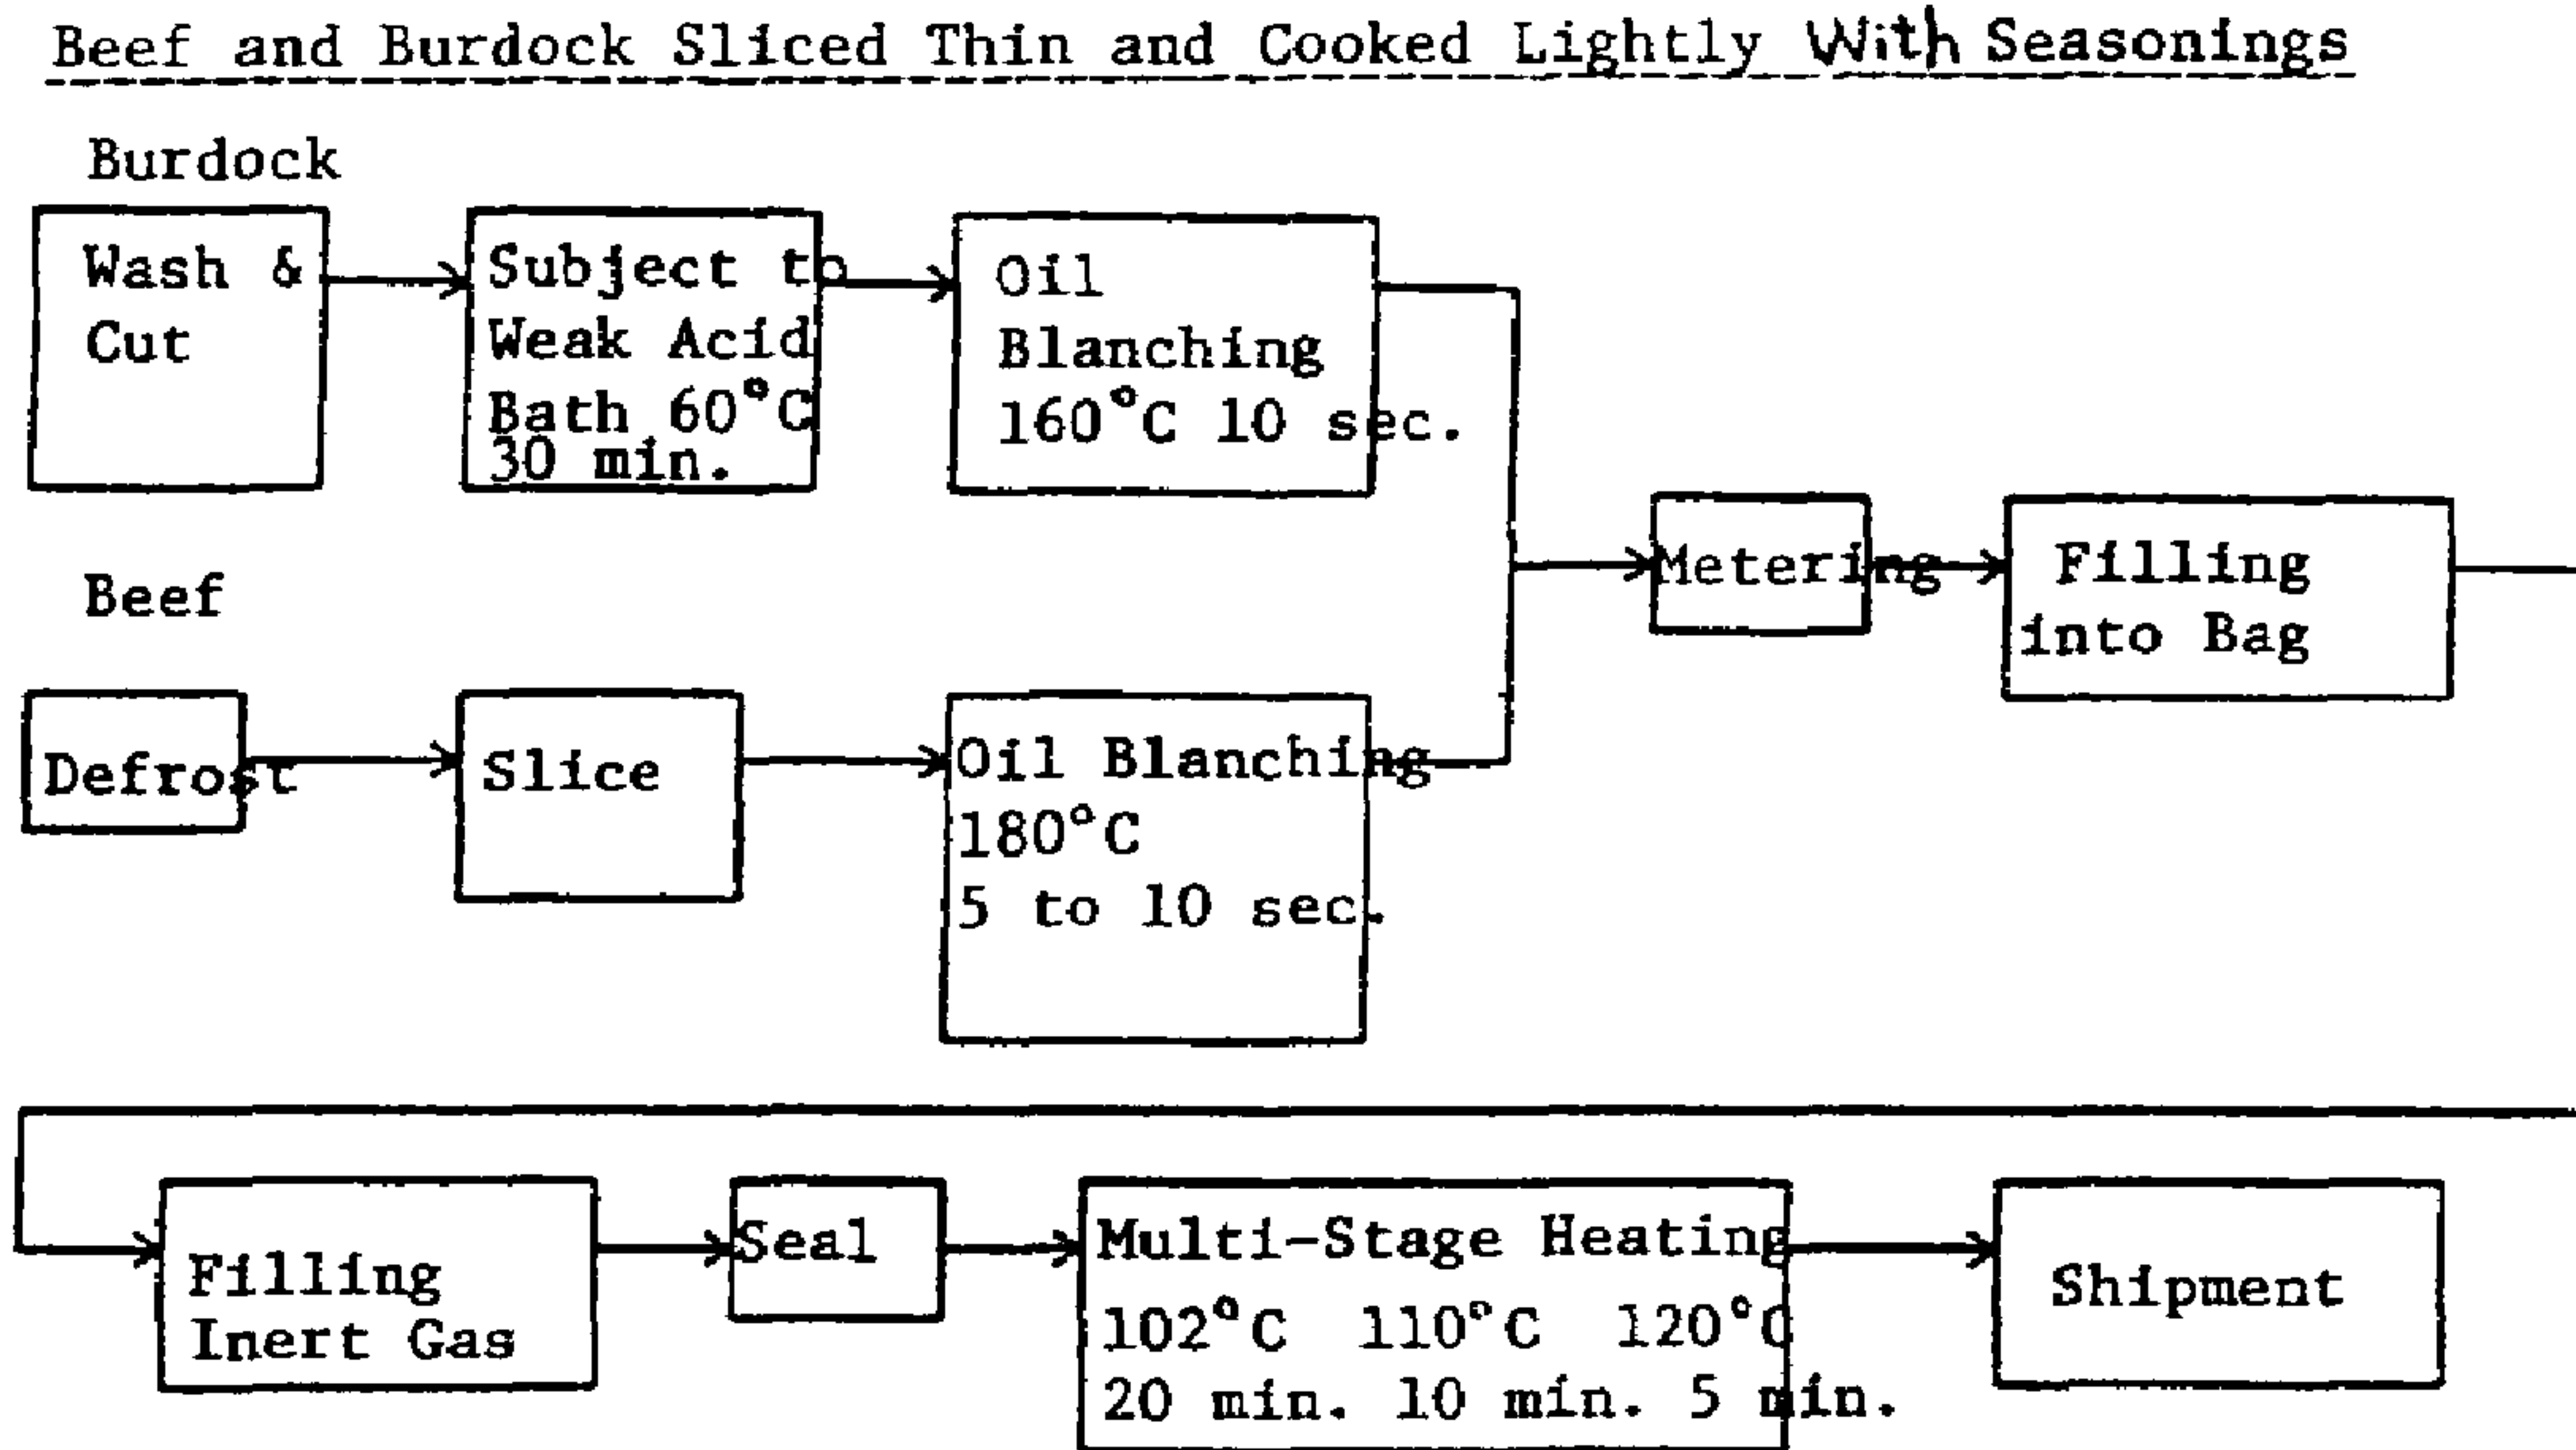 Beef and Burdock Sliced Thin and Cooked Lightly With Seasonings
Burdock
Wash &
Cut
Subject to
Weak Acid
Bath 60°C
30 min.
Oil
Blanching
160°C 10 sec.
Beef
Defrost
Slice
Oil Blanching
180°C
5 to 10 sec.
Metering
Filling
into Bag
Filling
Inert Gas
Seal
Multi-Stage Heating
102°C 110°C 120°C
20 min. 10 min. 5 min.
Shipment